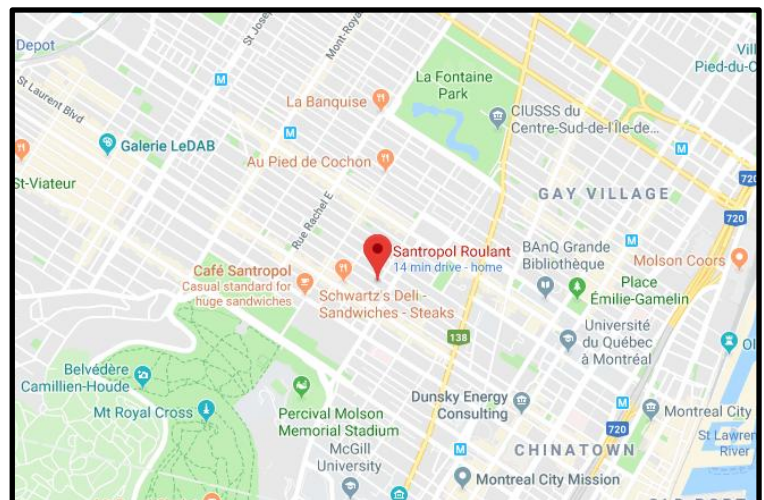 Depot
St Josep
Mont-Roya
Vill
Pied-du-C
La Fontaine
Park
St Laurent Blvd
M
La Banquise
CIUSSS du
Centre-Sud-de-l'Île-de...
M
Galerie LeDAB
M
Au Pied de Cochon
720
St-Viateur
GAY VILLAGE
720
Rue Rachel E
Santropol Roulant
14 min drive - home
M
BAnQ Grande
Bibliothèque
Molson Coors
Café Santropol
Casual standard for
huge sandwiches
Schwartz's Deli -
Sandwiches - Steaks
Place
Émilie-Gamelin
138
Université
du Québec
à Montréal
Ol
Belvédère
Camillien-Houde
Mt Royal Cross
Percival Molson
Memorial Stadium
Dunsky Energy
Consulting
M
Montreal City
720
St Lawren
River
McGill
University
M
CHINATOWN
Montreal City Mission